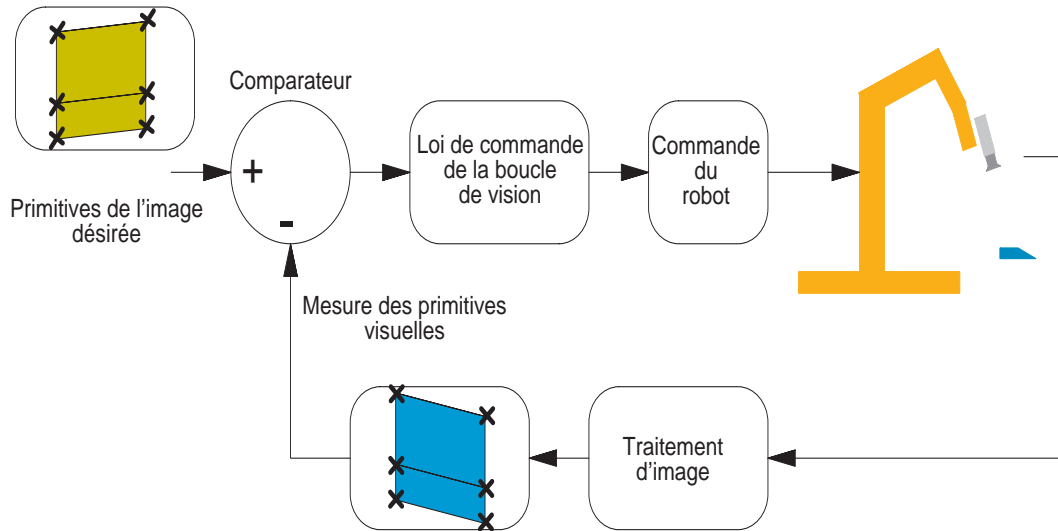 Comparateur
+
-
Primitives de l'image
désirée
Loi de commande
de la boucle
de vision
Commande
du
robot
Mesure des primitives
visuelles
Traitement
d'image